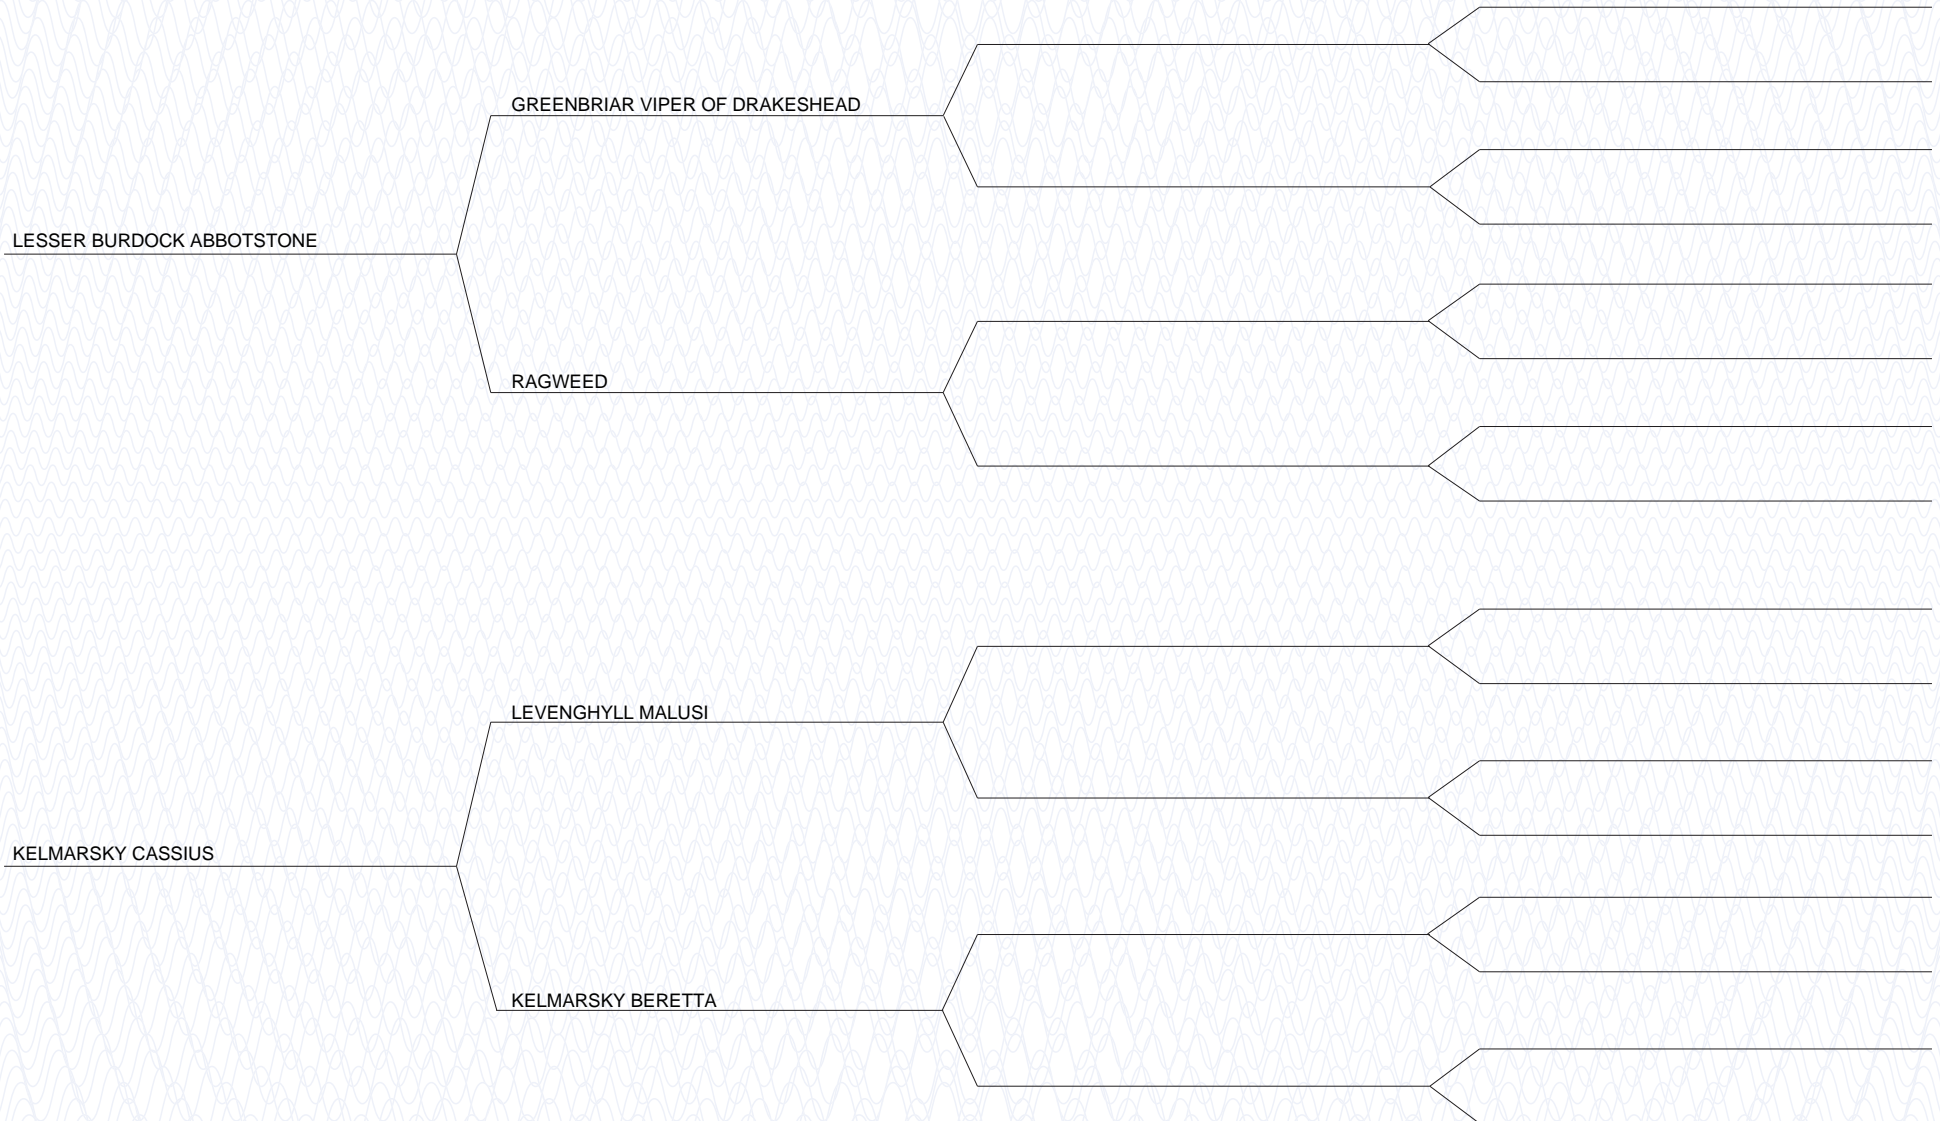 GREENBRIAR VIPER OF DRAKESHEAD
LESSER BURDOCK ABBOTSTONE
RAGWEED
LEVENGHYLL MALUSI
KELMARSKY CASSIUS
KELMARSKY BERETTA